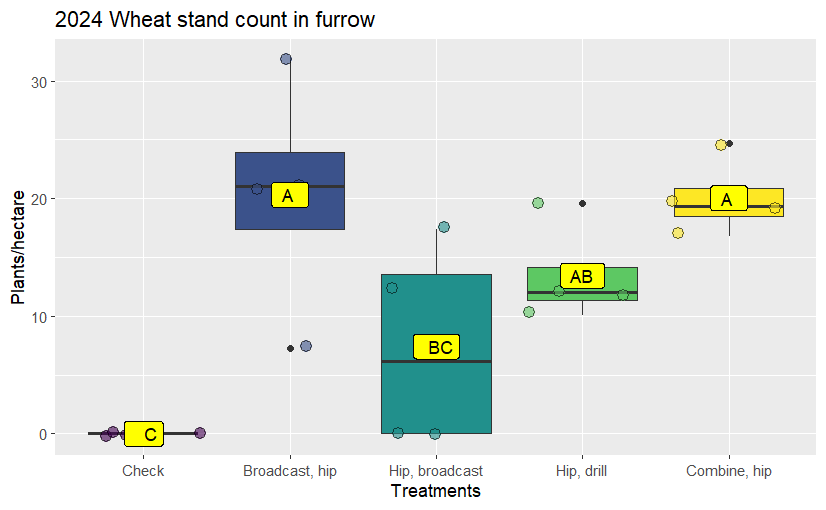 2024 Wheat stand count in furrow
Plants/hectare
30
20
10
0
C
A
BC
AB
A
Check
Broadcast, hip
Hip, broadcast
Hip, drill
Combine, hip
Treatments